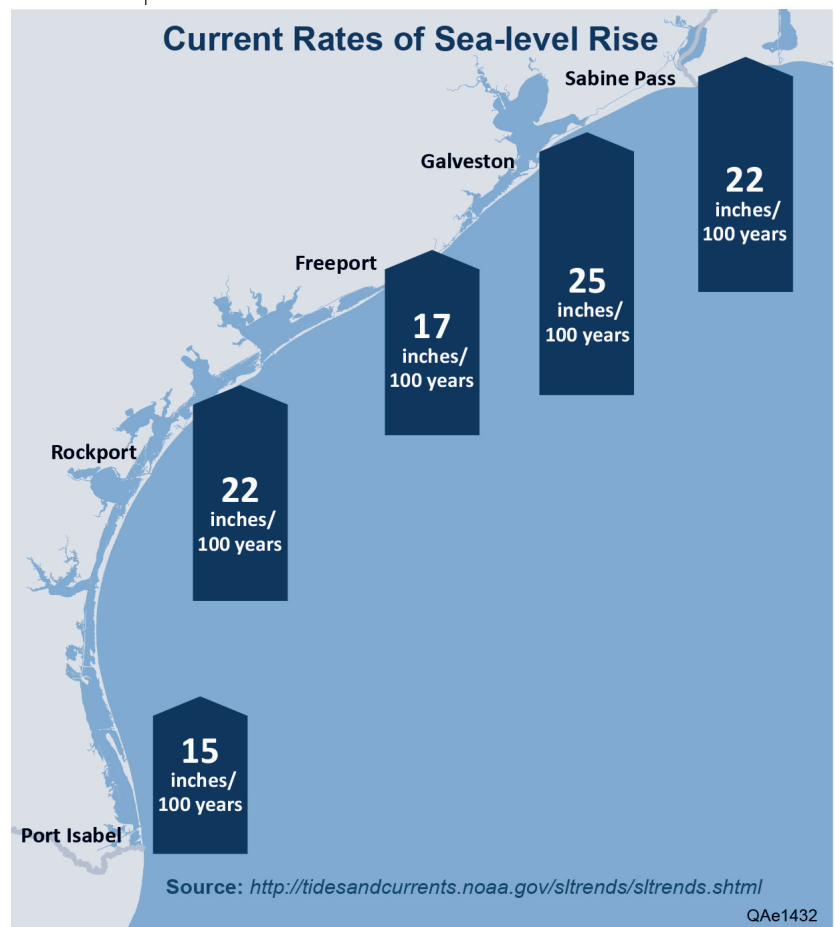 Current Rates of Sea-level Rise
Sabine Pass
22
inches/
100 years
Galveston
25
inches/
100 years
Freeport
17
inches/
100 years
Rockport
22
inches/
100 years
15
inches/
100 years
Port Isabel
Source: http://tidesandcurrents.noaa.gov/sltrends/sltrends.shtml
QAe1432